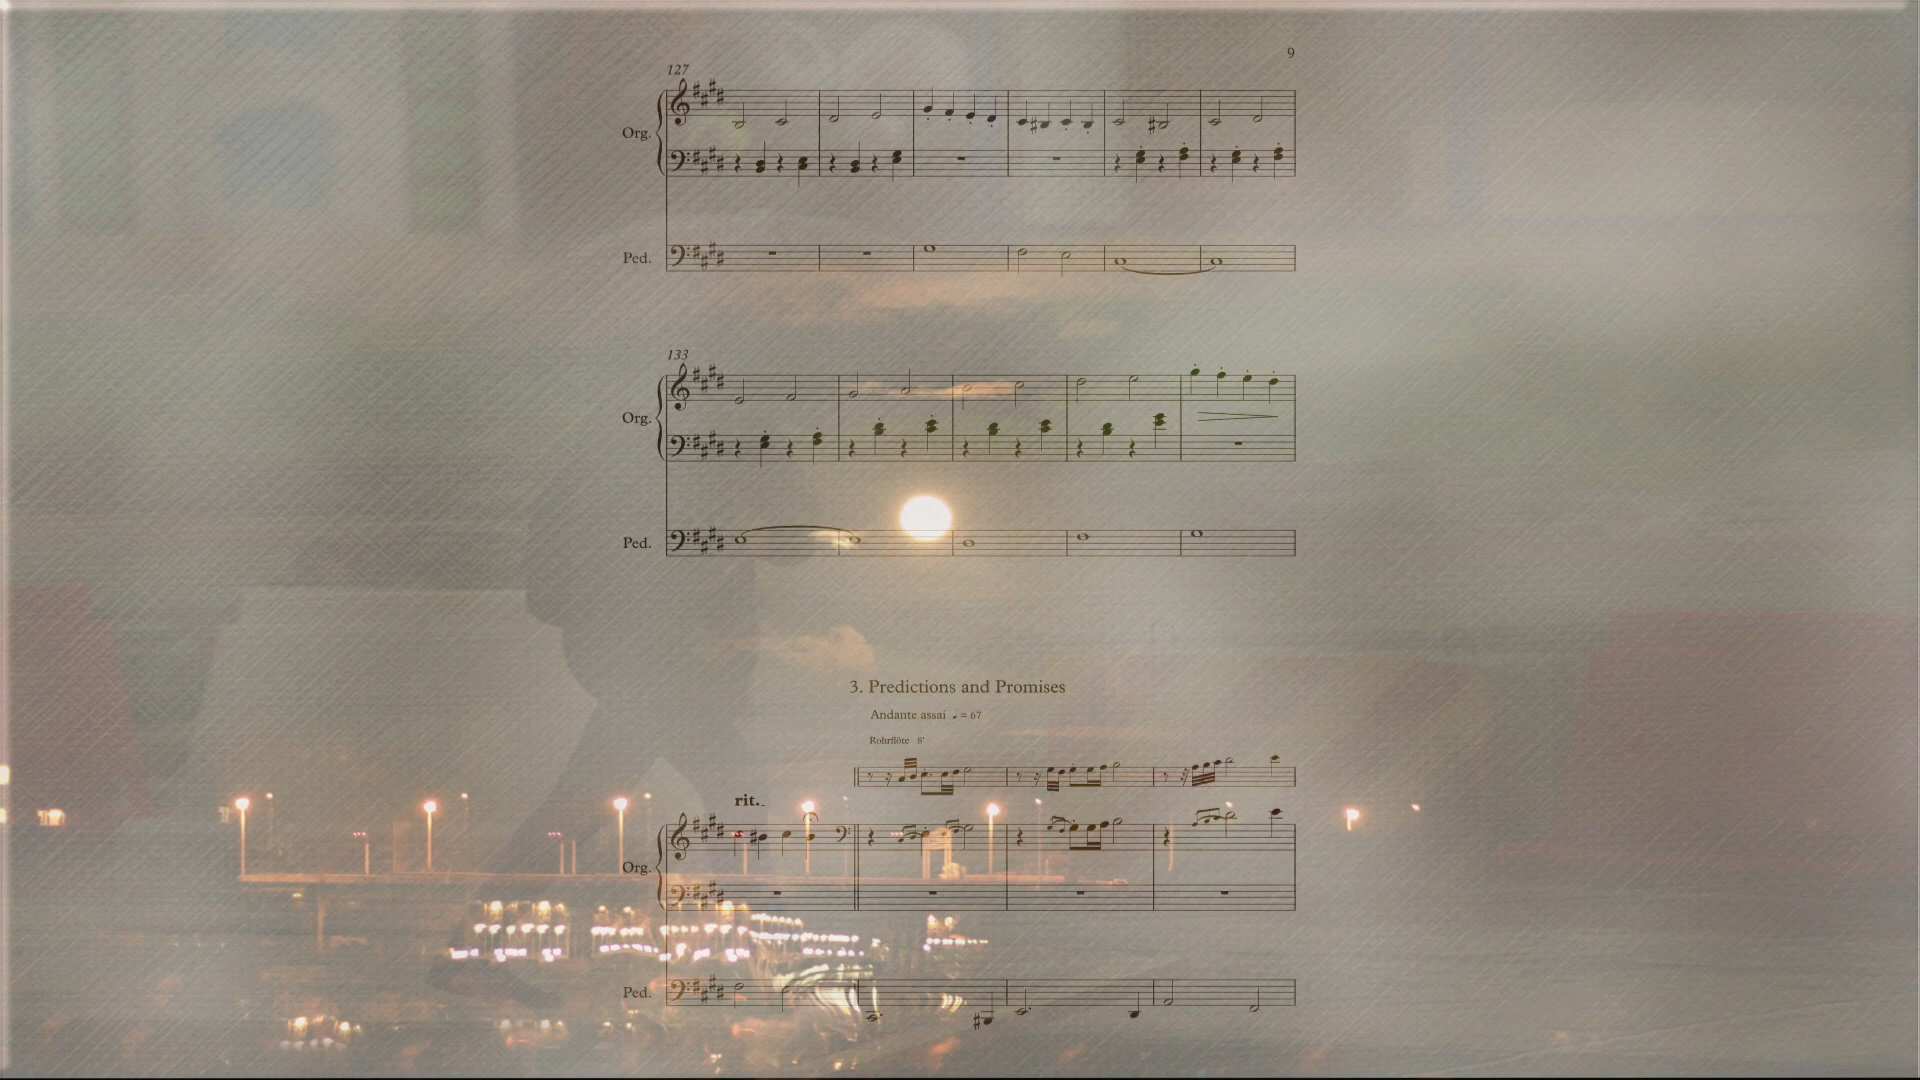 9
127
Org.
Ped.
133
Org.
Ped.
3. Predictions and Promises
Andante assai ♩ = 67
Rohrflöte 8'
rit.
Org.
Ped.